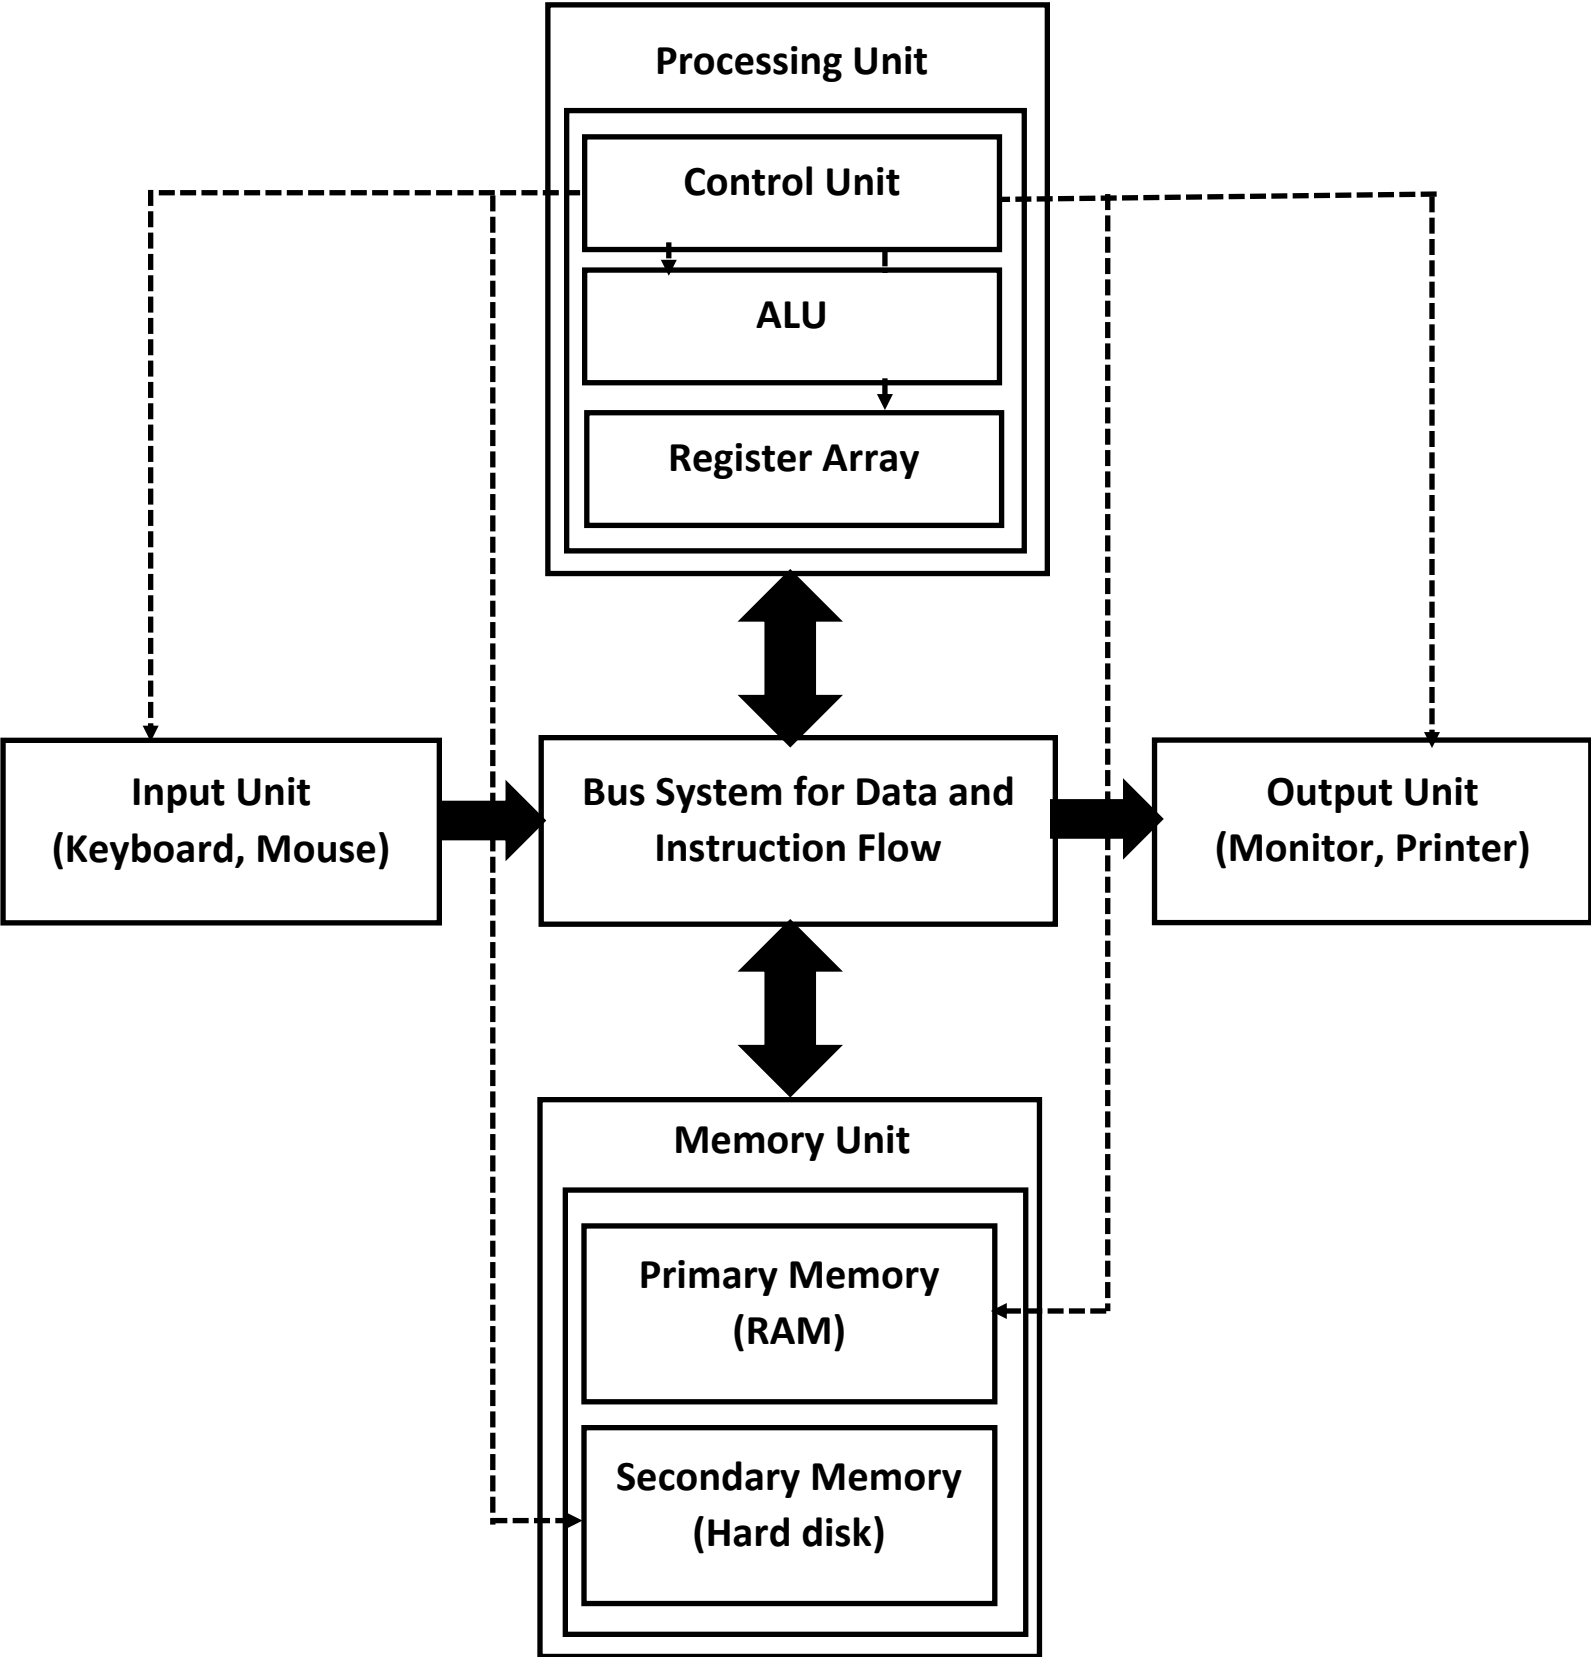 Processing Unit
Control Unit
ALU
Register Array
Input Unit
(Keyboard, Mouse)
Bus System for Data and
Instruction Flow
Output Unit
(Monitor, Printer)
Memory Unit
Primary Memory
(RAM)
Secondary Memory
(Hard disk)